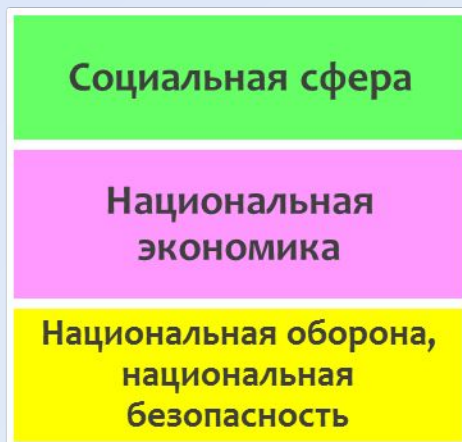 Социальная сфера
Национальная
экономика
Национальная оборона,
национальная
безопасность